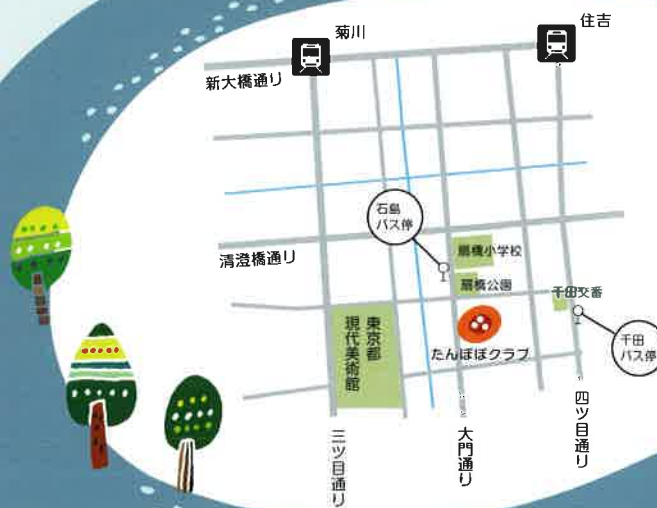 菊川
住吉
新大橋通り
石島
バス停
清澄橋通り
扇橋小学校
扇橋公園
千田交番
東京都
現代美術館
たんぽぽクラブ
千田
バス停
三ツ目通り
大門通り
四ツ目通り